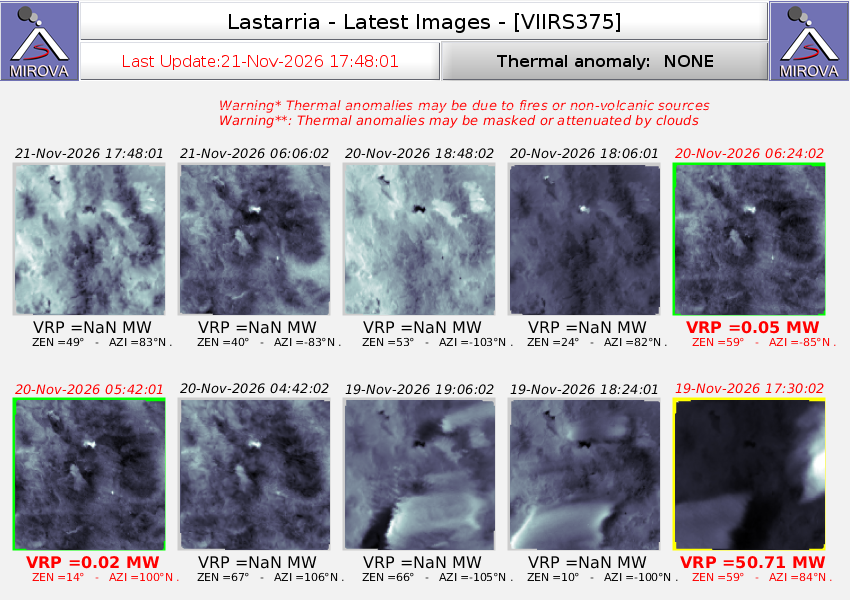 Lastarria - Latest Images - [VIIRS375]
MIROVA
Last Update:21-Nov-2026 17:48:01
Thermal anomaly: NONE
MIROVA
Warning* Thermal anomalies may be due to fires or non-volcanic sources
Warning**: Thermal anomalies may be masked or attenuated by clouds
21-Nov-2026 17:48:01
21-Nov-2026 06:06:02
20-Nov-2026 18:48:02
20-Nov-2026 18:06:01
20-Nov-2026 06:24:02
VRP =NaN MW
VRP =NaN MW
VRP =NaN MW
VRP =NaN MW
VRP =0.05 MW
ZEN =49° - AZI =83°N .
ZEN =40° - AZI =-83°N .
ZEN =53° - AZI =-103°N .
ZEN =24° - AZI =82°N .
ZEN =59° - AZI =-85°N .
20-Nov-2026 05:42:01
20-Nov-2026 04:42:02
19-Nov-2026 19:06:02
19-Nov-2026 18:24:01
19-Nov-2026 17:30:02
VRP =0.02 MW
VRP =NaN MW
VRP =NaN MW
VRP =NaN MW
VRP =50.71 MW
ZEN =14° - AZI =100°N .
ZEN =67° - AZI =106°N .
ZEN =66° - AZI =-105°N .
ZEN =10° - AZI =-100°N .
ZEN =59° - AZI =84°N .